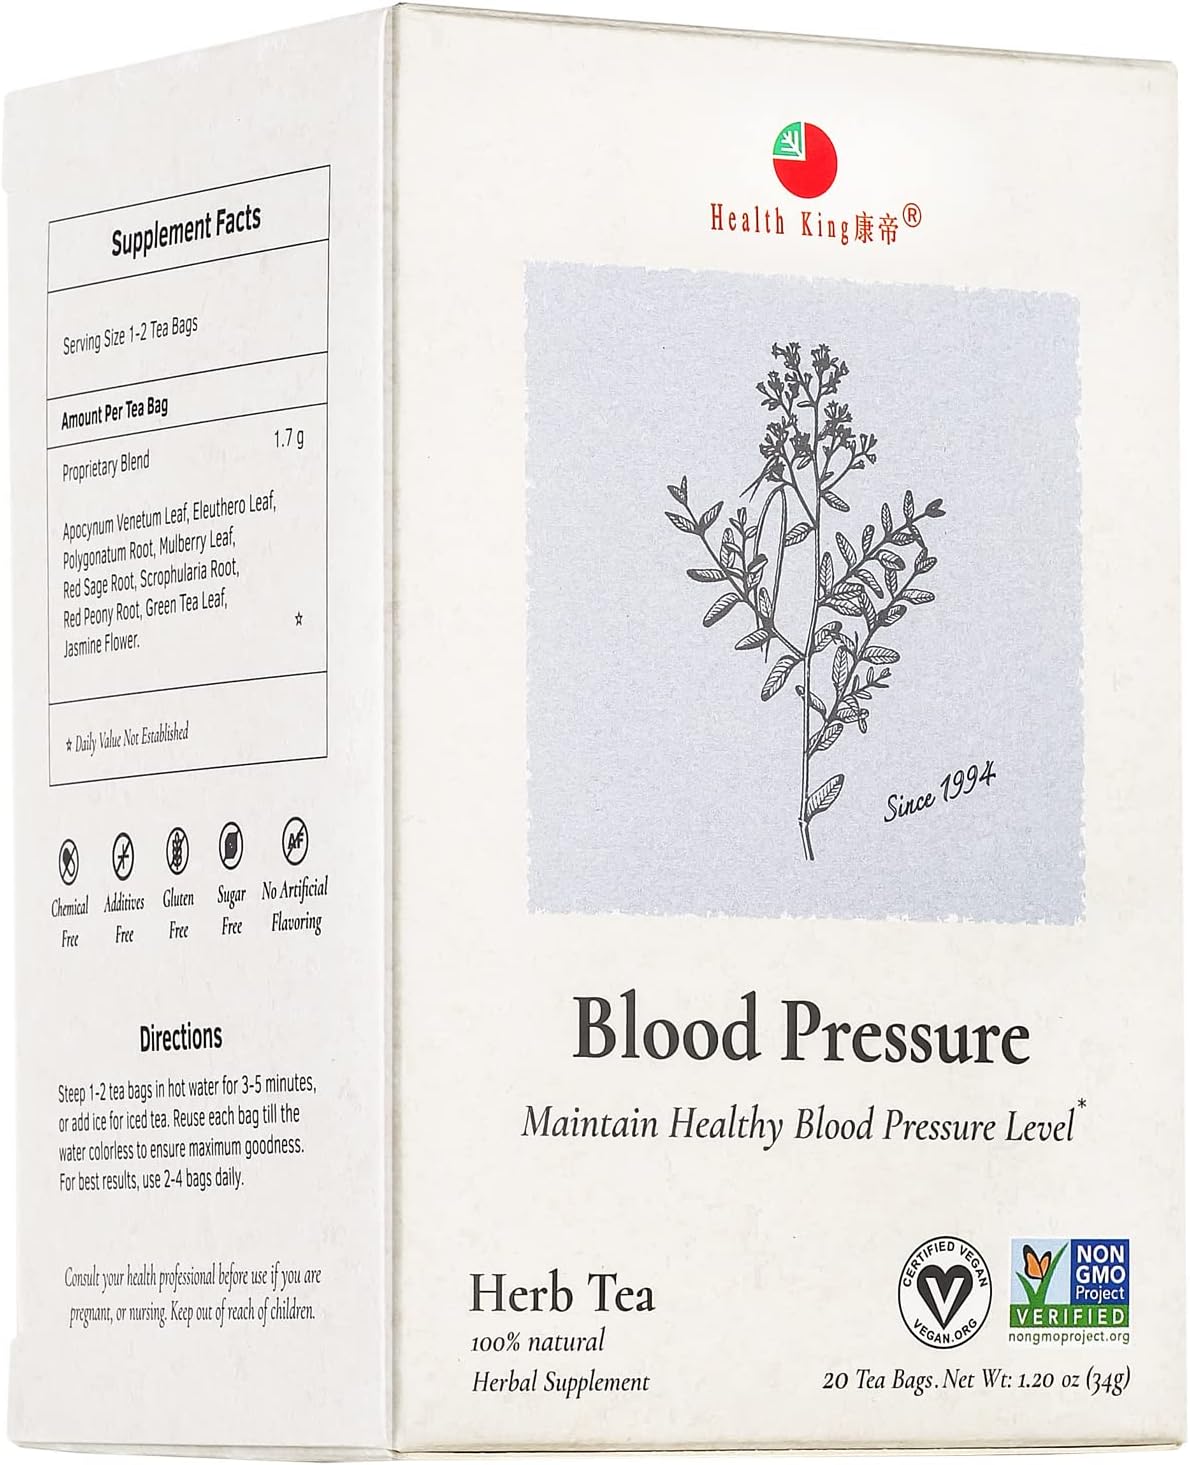 Supplement Facts
Serving Size 1-2 Tea Bags
Amount Per Tea Bag
1.7 g
Proprietary Blend
Apocynum Venetum Leaf, Eleuthero Leaf,
Polygonatum Root, Mulberry Leaf,
Red Sage Root, Scrophularia Root,
Red Peony Root, Green Tea Leaf,
Jasmine Flower.
☆
☆ Daily Value Not Established
Chemical Free
Additives Free
Gluten Free
Sugar Free
AF
No Artificial Flavoring
Directions
Steep 1-2 tea bags in hot water for 3-5 minutes,
or add ice for iced tea. Reuse each bag till the
water colorless to ensure maximum goodness.
For best results, use 2-4 bags daily.
Consult your health professional before use if you are
pregnant, or nursing. Keep out of reach of children.
Health King康帝®
Since 1994
Blood Pressure
Maintain Healthy Blood Pressure Level*
Herb Tea
100% natural
Herbal Supplement
CERTIFIED VEGAN
V
VEGAN.ORG
NON
GMO
Project
VERIFIED
nongmoproject.org
20 Tea Bags. Net Wt: 1.20 oz (34g)